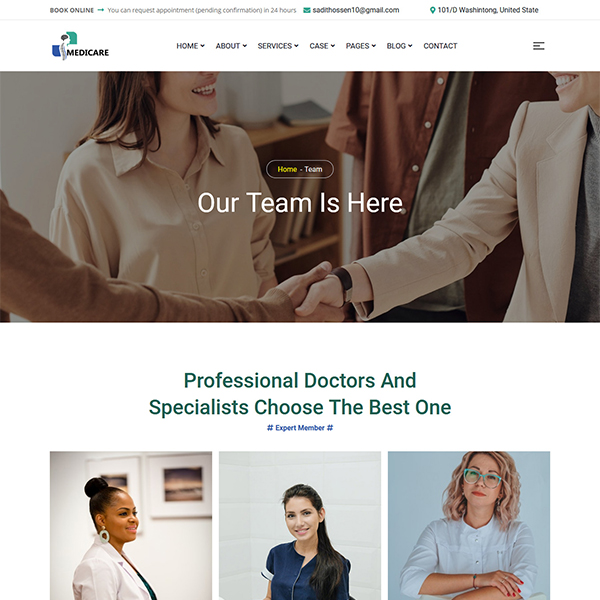 BOOK ONLINE → You can request appointment (pending confirmation) in 24 hours sadithossen10@gmail.com 101/D Washintong, United State
MEDICARE HOME ABOUT SERVICES CASE PAGES BLOG CONTACT
Home - Team
Our Team Is Here
Professional Doctors And
Specialists Choose The Best One
# Expert Member #